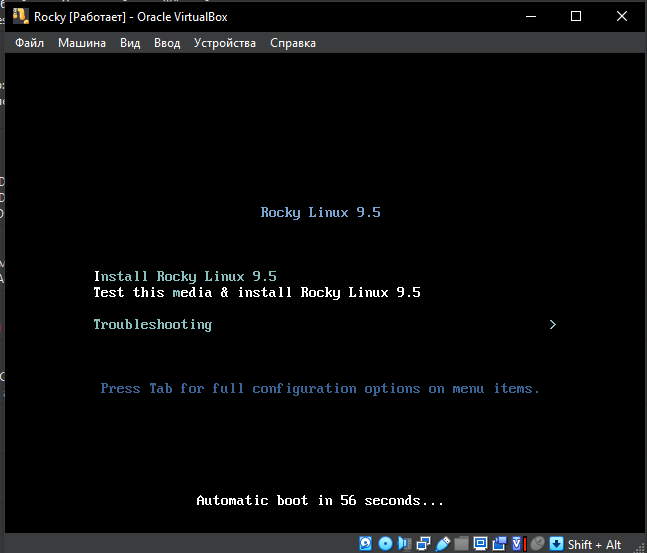 Rocky [Работает] - Oracle VirtualBox
Файл Машина Вид Ввод Устройства Справка
Rocky Linux 9.5
Install Rocky Linux 9.5
Test this media & install Rocky Linux 9.5
Troubleshooting >
Press Tab for full configuration options on menu items.
Automatic boot in 56 seconds...
Shift + Alt